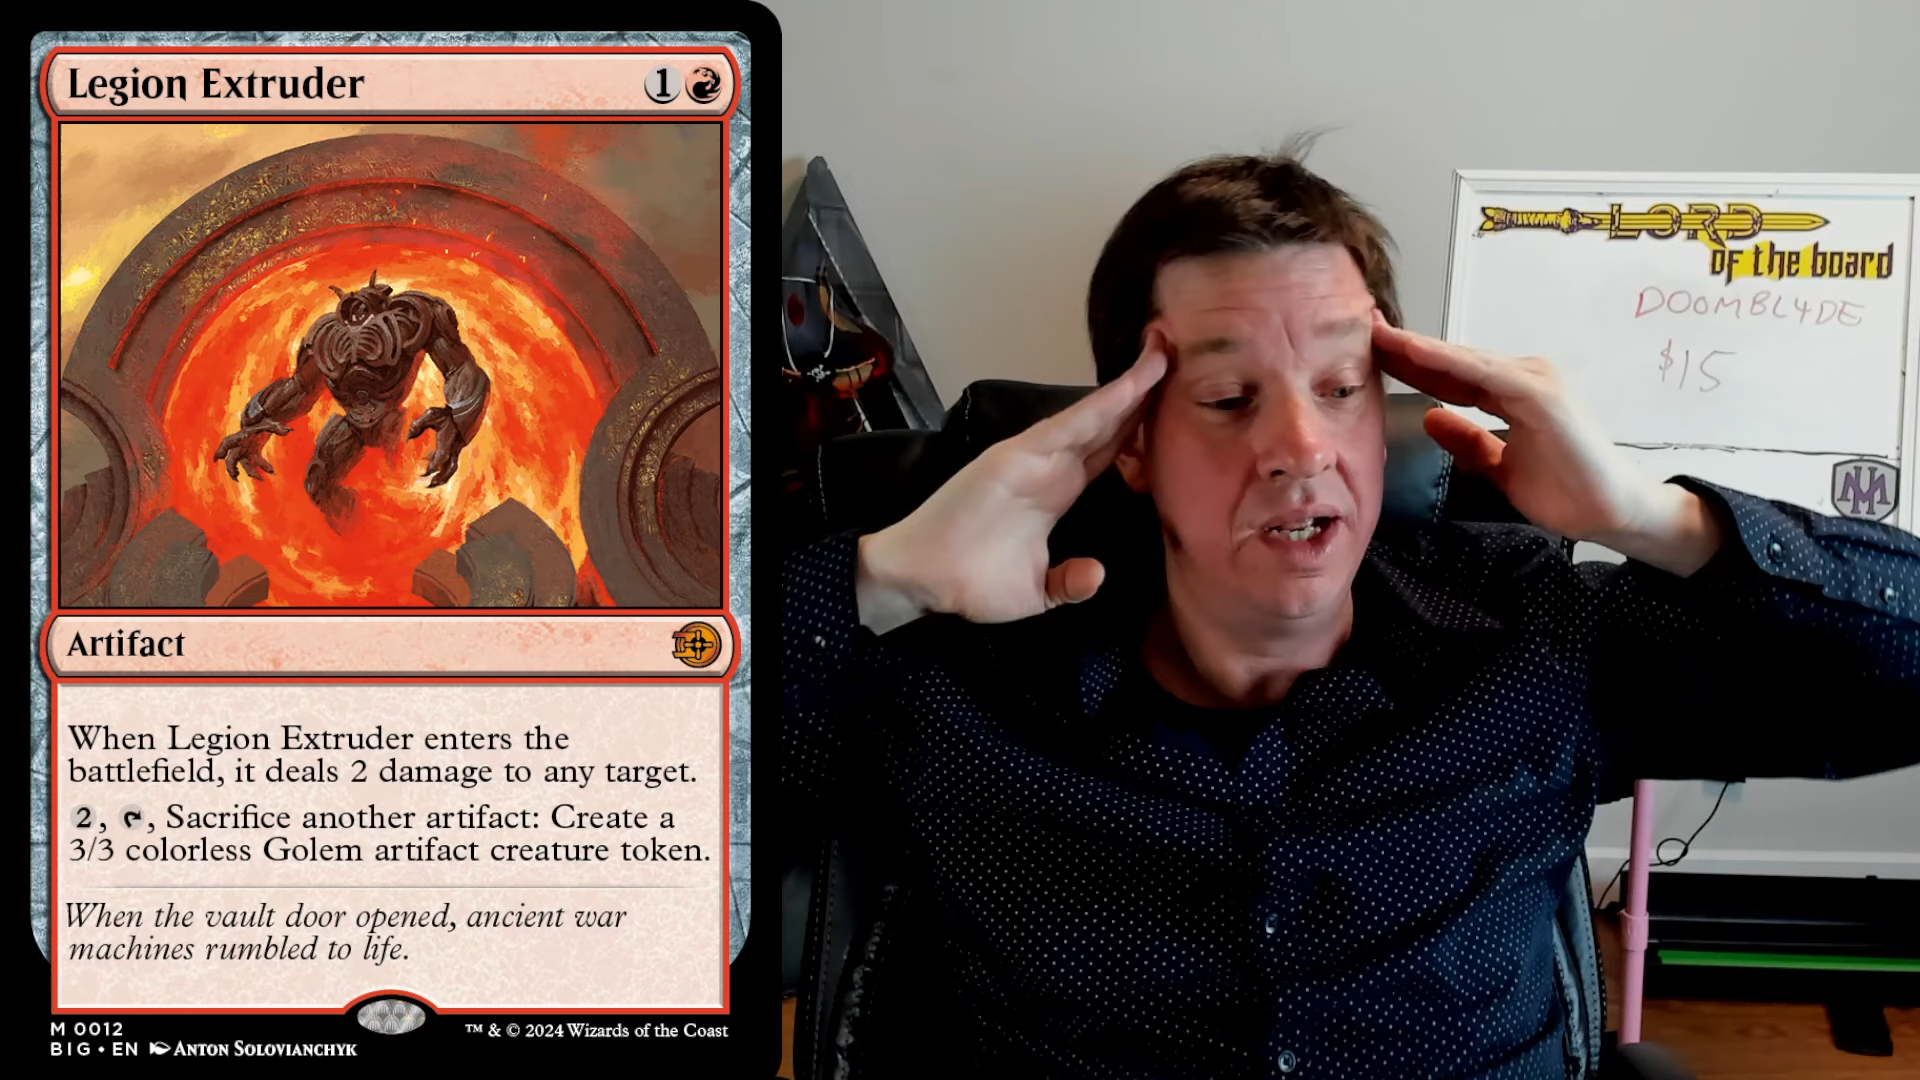 Legion Extruder
1
Artifact
When Legion Extruder enters the
battlefield, it deals 2 damage to any target.
2, , Sacrifice another artifact: Create a
3/3 colorless Golem artifact creature token.
When the vault door opened, ancient war
machines rumbled to life.
M 0012
BIG • EN ANTON SOLOVIANCHYK
™ & © 2024 Wizards of the Coast
LORD
OF the board
DOOMBL4DE
$15